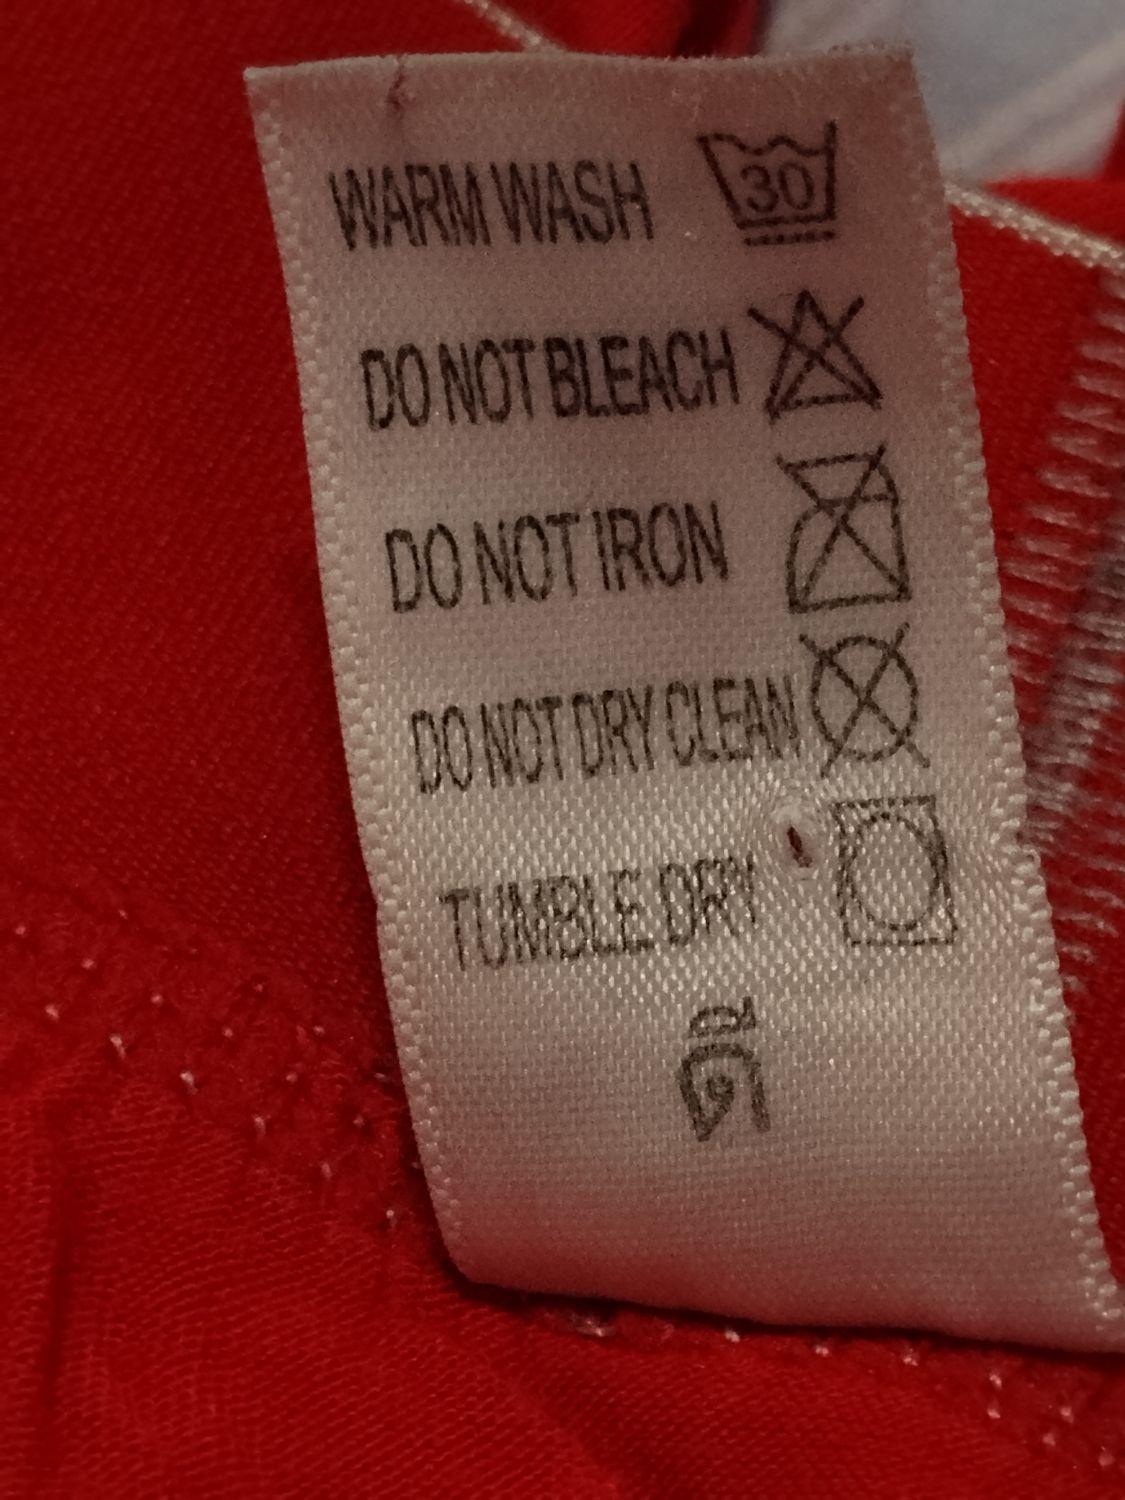 WARM WASH 30
DO NOT BLEACH
DO NOT IRON
DO NOT DRY CLEAN
TUMBLE DRY
ดี